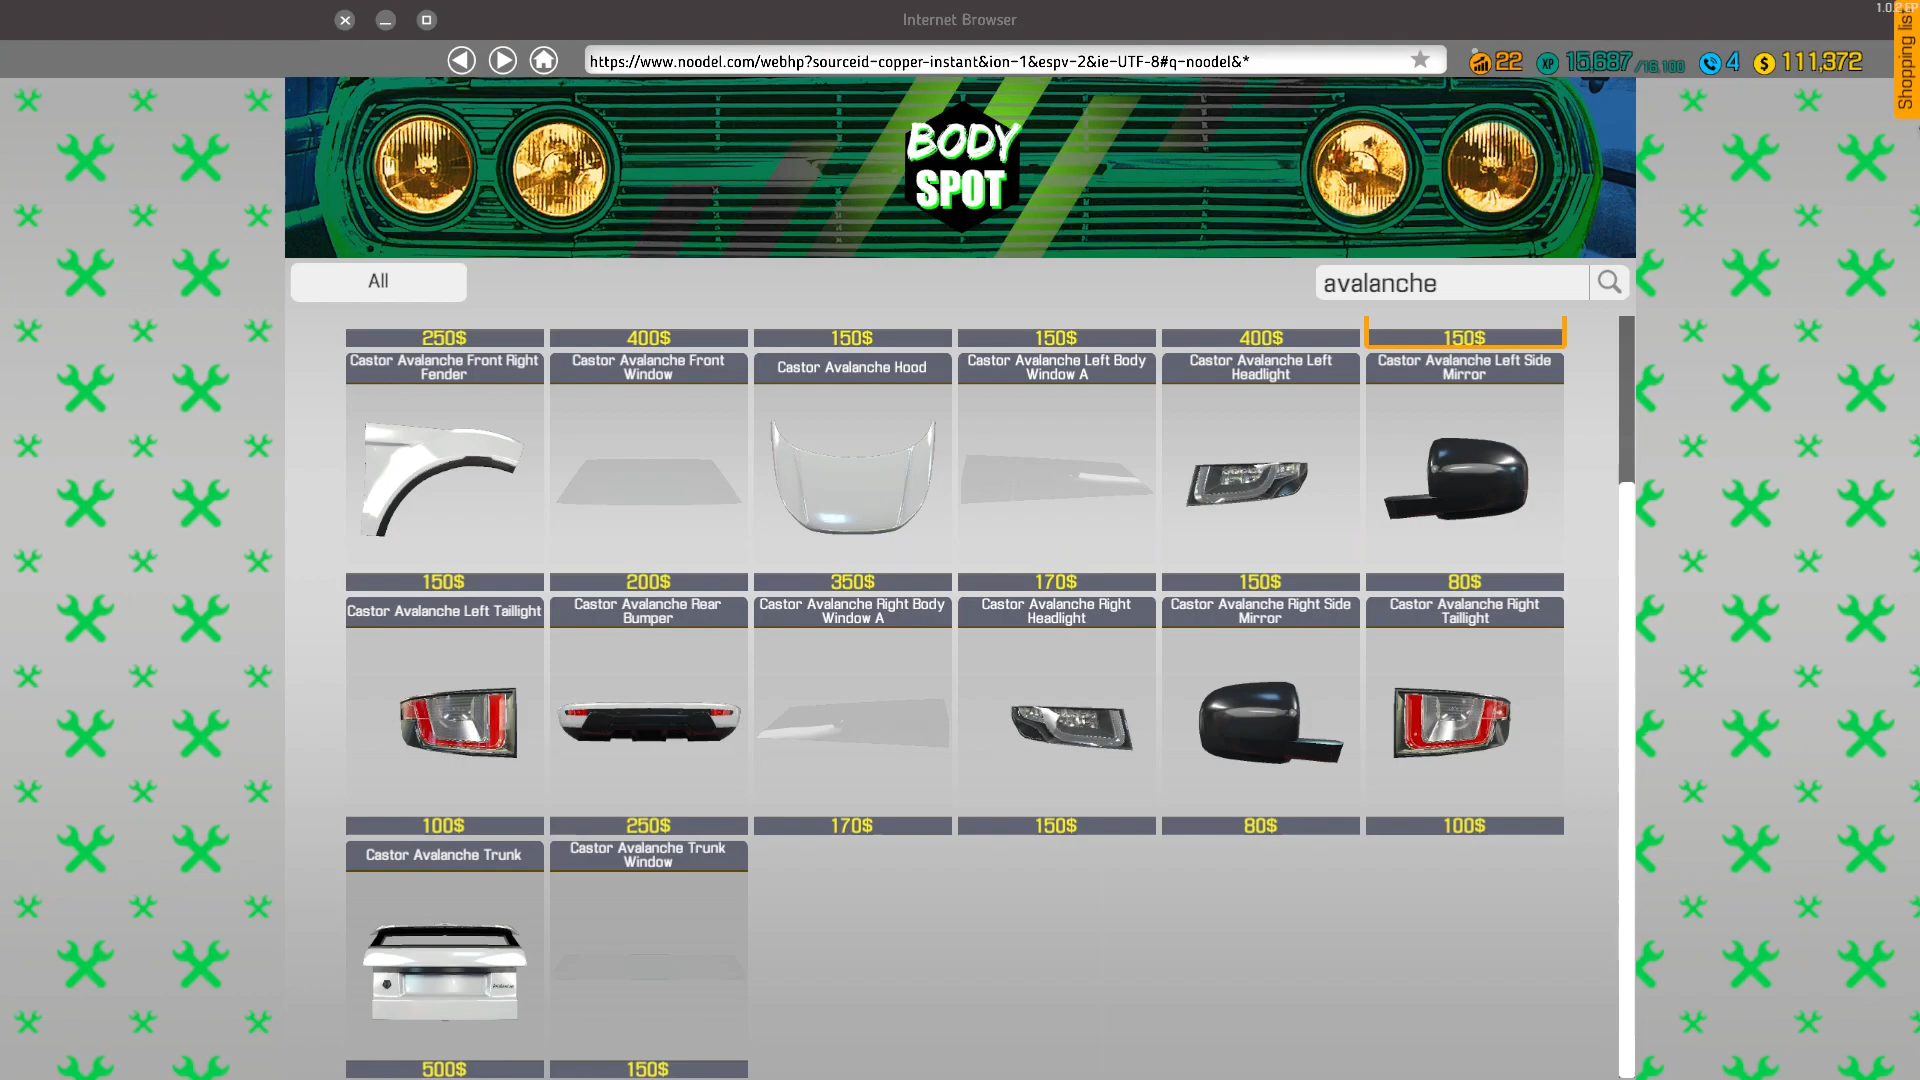 1.0.2 EP
Internet Browser
https://www.noodel.com/webhp?sourceid-copper-instant&ion-1&espv-2&ie-UTF-8#q-noodel&*
22
XP 15,687 /16,100
4
$ 111,372
Shopping list
BODY
SPOT
All
avalanche
250$ 400$ 150$ 150$ 400$ 150$
Castor Avalanche Front Right
Fender
Castor Avalanche Front
Window
Castor Avalanche Hood
Castor Avalanche Left Body
Window A
Castor Avalanche Left
Headlight
Castor Avalanche Left Side
Mirror
150$ 200$ 350$ 170$ 150$ 80$
Castor Avalanche Left Taillight
Castor Avalanche Rear
Bumper
Castor Avalanche Right Body
Window A
Castor Avalanche Right
Headlight
Castor Avalanche Right Side
Mirror
Castor Avalanche Right
Taillight
100$ 250$ 170$ 150$ 80$ 100$
Castor Avalanche Trunk
Castor Avalanche Trunk
Window
500$ 150$